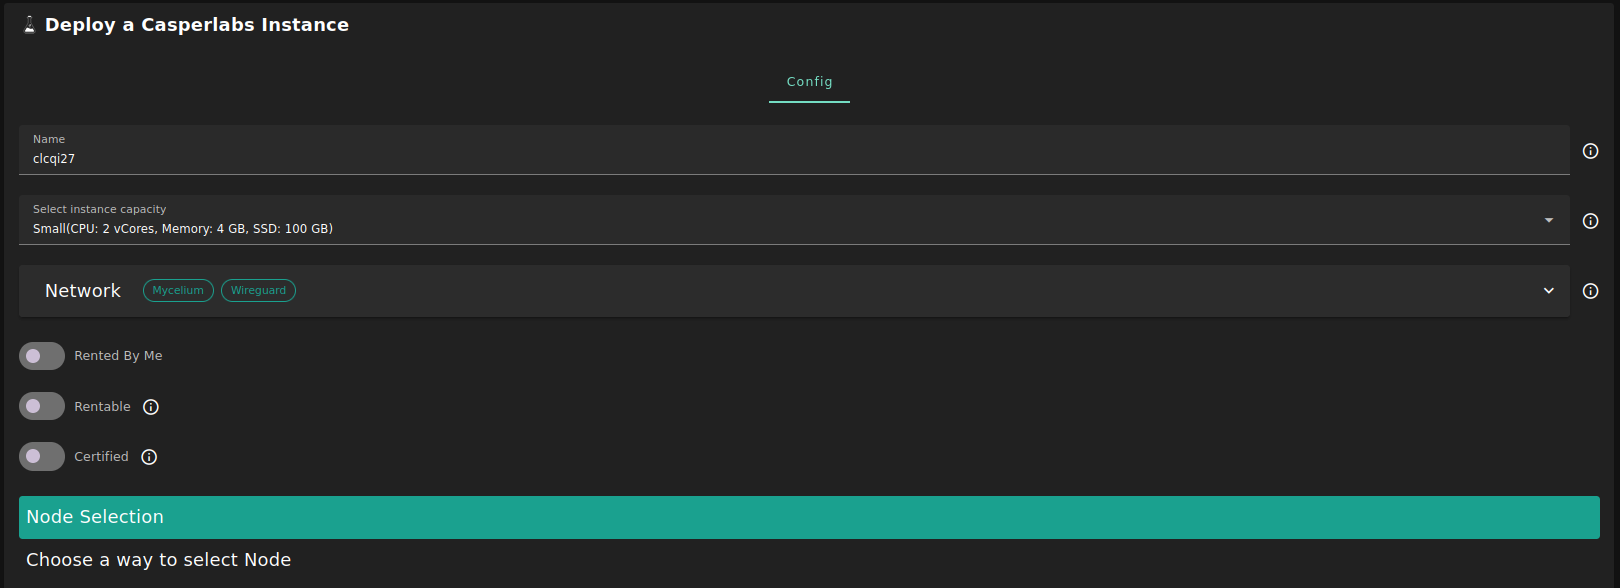 Deploy a Casperlabs Instance
Config
Name
clcqi27
Select instance capacity
Small(CPU: 2 vCores, Memory: 4 GB, SSD: 100 GB)
Network Mycelium Wireguard
Rented By Me
Rentable
Certified
Node Selection
Choose a way to select Node